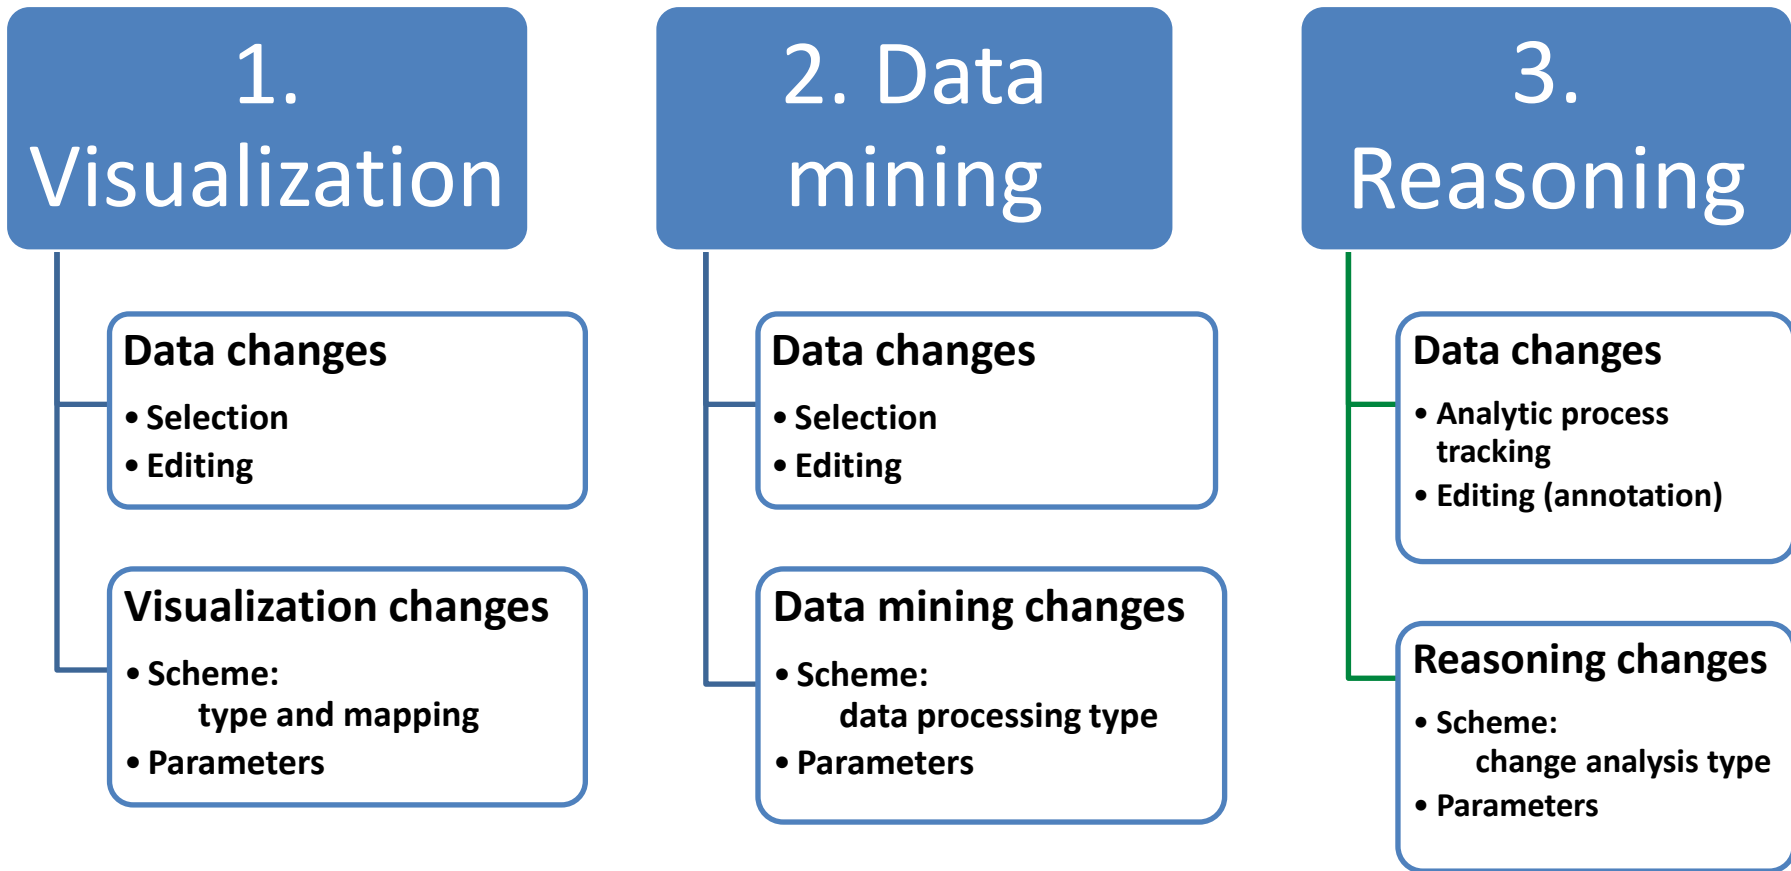 1.
Visualization
Data changes
• Selection
• Editing
Visualization changes
• Scheme:
type and mapping
• Parameters
2. Data
mining
Data changes
• Selection
• Editing
Data mining changes
• Scheme:
data processing type
• Parameters
3.
Reasoning
Data changes
• Analytic process
tracking
• Editing (annotation)
Reasoning changes
• Scheme:
change analysis type
• Parameters